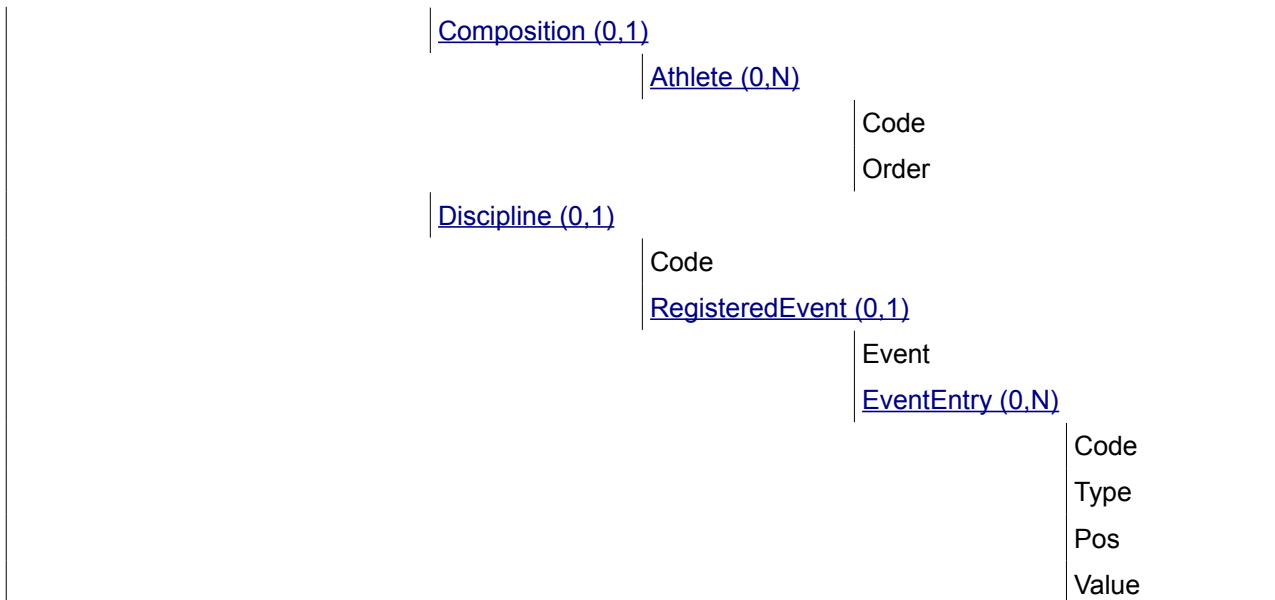 Composition (0,1)
Athlete (0,N)
Code
Order
Discipline (0,1)
Code
RegisteredEvent (0,1)
Event
EventEntry (0,N)
Code
Type
Pos
Value